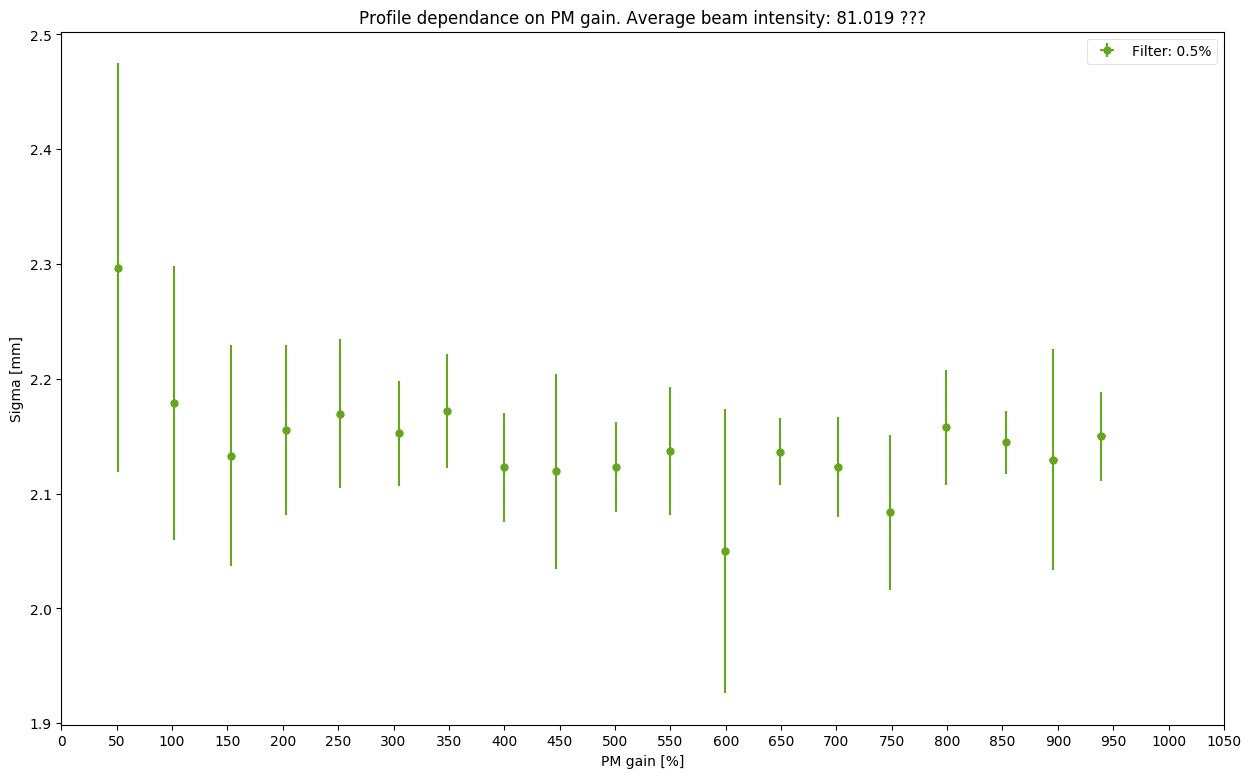 Profile dependance on PM gain. Average beam intensity: 81.019 ???
Filter: 0.5%
2.5
2.4
2.3
2.2
2.1
2.0
1.9
Sigma [mm]
0 50 100 150 200 250 300 350 400 450 500 550 600 650 700 750 800 850 900 950 1000 1050
PM gain [%]